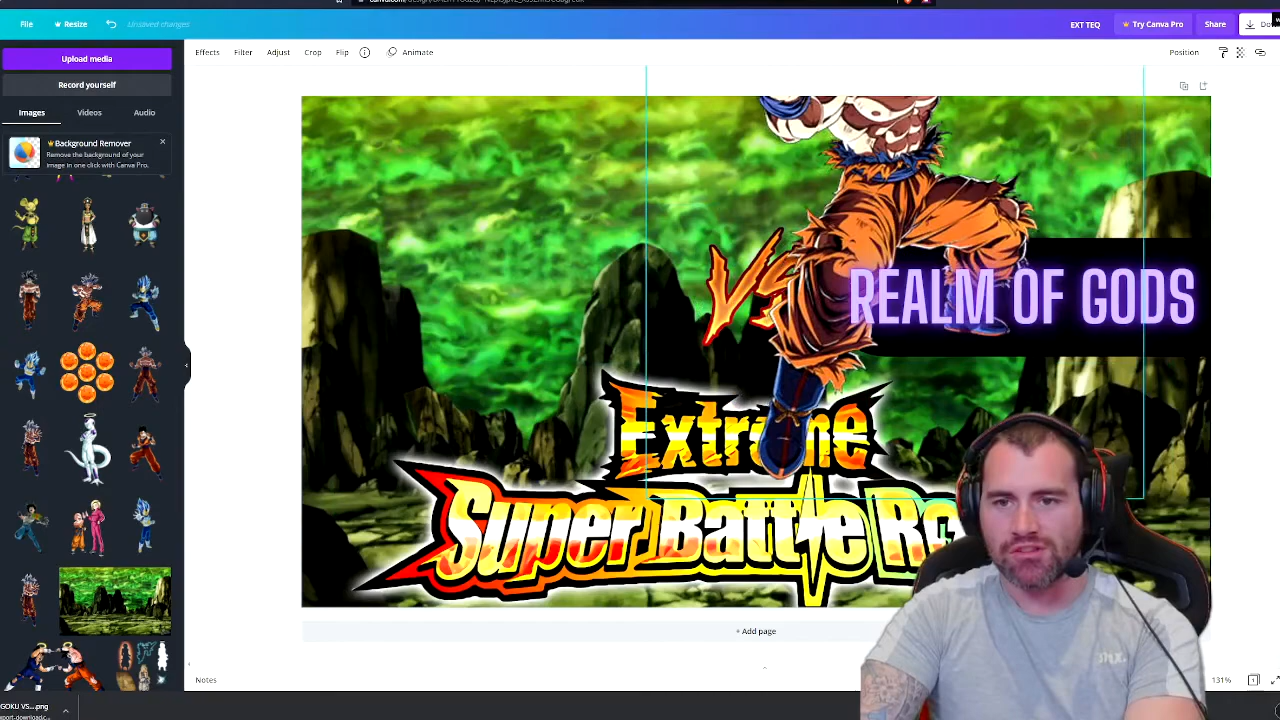 File Resize Unsaved changes EXT TEQ Try Canva Pro Share
Upload media Effects Filter Adjust Crop Flip Animate Position
Record yourself
Images Videos Audio
Background Remover
Remove the background of your
image in one click with Canva Pro.
VS
REALM OF GODS
Extreme
Super Battle Ro
+ Add page
Notes 131%
GOKU VS....png